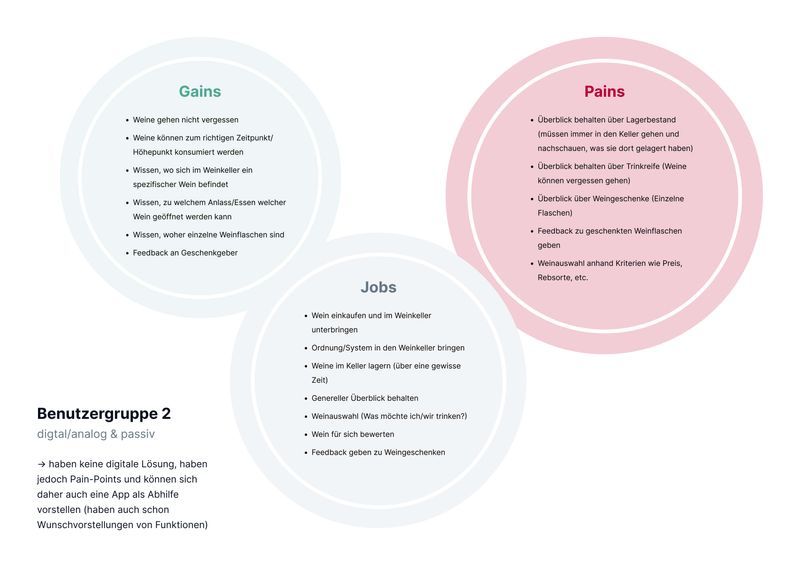 Gains
• Weine gehen nicht vergessen
• Weine können zum richtigen Zeitpunkt/
Höhepunkt konsumiert werden
• Wissen, wo sich im Weinkeller ein
spezifischer Wein befindet
• Wissen, zu welchem Anlass/Essen welcher
Wein geöffnet werden kann
• Wissen, woher einzelne Weinflaschen sind
• Feedback an Geschenkgeber
Pains
• Überblick behalten über Lagerbestand
(müssen immer in den Keller gehen und
nachschauen, was sie dort gelagert haben)
• Überblick behalten über Trinkreife (Weine
können vergessen gehen)
• Überblick über Weingeschenke (Einzelne
Flaschen)
• Feedback zu geschenkten Weinflaschen
geben
• Weinauswahl anhand Kriterien wie Preis,
Rebsorte, etc.
Jobs
• Wein einkaufen und im Weinkeller
unterbringen
• Ordnung/System in den Weinkeller bringen
• Weine im Keller lagern (über eine gewisse
Zeit)
• Genereller Überblick behalten
• Weinauswahl (Was möchte ich/wir trinken?)
• Wein für sich bewerten
• Feedback geben zu Weingeschenken
Benutzergruppe 2
digtal/analog & passiv
→ haben keine digitale Lösung, haben
jedoch Pain-Points und können sich
daher auch eine App als Abhilfe
vorstellen (haben auch schon
Wunschvorstellungen von Funktionen)